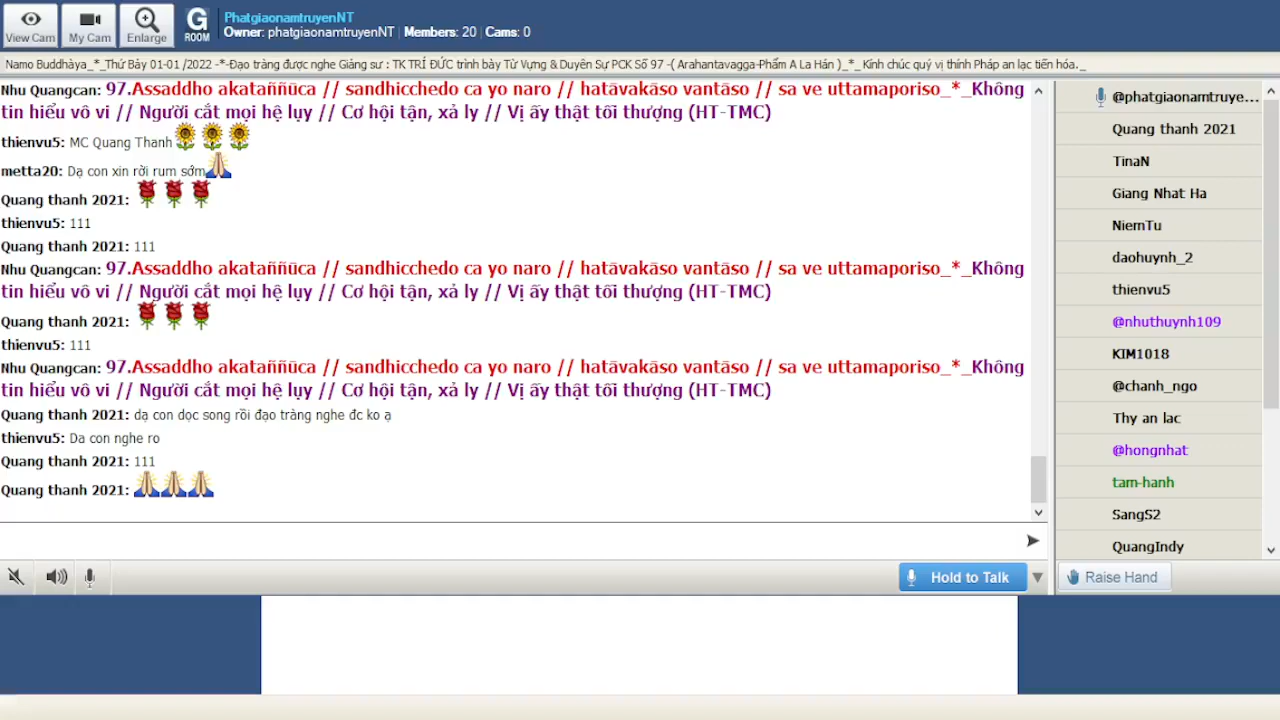 View Cam
My Cam
Enlarge
G
ROOM
PhatgiaonamtruyenNT
Owner: phatgiaonamtruyenNT | Members: 20 | Cams: 0
Namo Buddhàya_*_Thứ Bảy 01-01 /2022 -*-Đạo tràng được nghe Giảng sư : TK TRÍ ĐỨC trình bày Từ Vựng & Duyên Sự PCK Số 97 -( Arahantavagga-Phẩm A La Hán )_*_ Kính chúc quý vị thính Pháp an lạc tiến hóa._
Nhu Quangcan: 97.Assaddho akataññūca // sandhicchedo ca yo naro // hatāvakāso vantāso // sa ve uttamaporiso_*_Không
tin hiểu vô vi // Người cắt mọi hệ lụy // Cơ hội tận, xả ly // Vị ấy thật tối thượng (HT-TMC)
thienvu5: MC Quang Thanh
metta20: Dạ con xin rời rum sớm
Quang thanh 2021:
thienvu5: 111
Quang thanh 2021: 111
Nhu Quangcan: 97.Assaddho akataññūca // sandhicchedo ca yo naro // hatāvakāso vantāso // sa ve uttamaporiso_*_Không
tin hiểu vô vi // Người cắt mọi hệ lụy // Cơ hội tận, xả ly // Vị ấy thật tối thượng (HT-TMC)
Quang thanh 2021:
thienvu5: 111
Nhu Quangcan: 97.Assaddho akataññūca // sandhicchedo ca yo naro // hatāvakāso vantāso // sa ve uttamaporiso_*_Không
tin hiểu vô vi // Người cắt mọi hệ lụy // Cơ hội tận, xả ly // Vị ấy thật tối thượng (HT-TMC)
Quang thanh 2021: dạ con dọc song rồi đạo tràng nghe đc ko ạ
thienvu5: Da con nghe ro
Quang thanh 2021: 111
Quang thanh 2021:
Hold to Talk
@phatgiaonamtruye...
Quang thanh 2021
TinaN
Giang Nhat Ha
NiemTu
daohuynh_2
thienvu5
@nhuthuynh109
KIM1018
@chanh_ngo
Thy an lac
@hongnhat
tam-hanh
SangS2
QuangIndy
Raise Hand